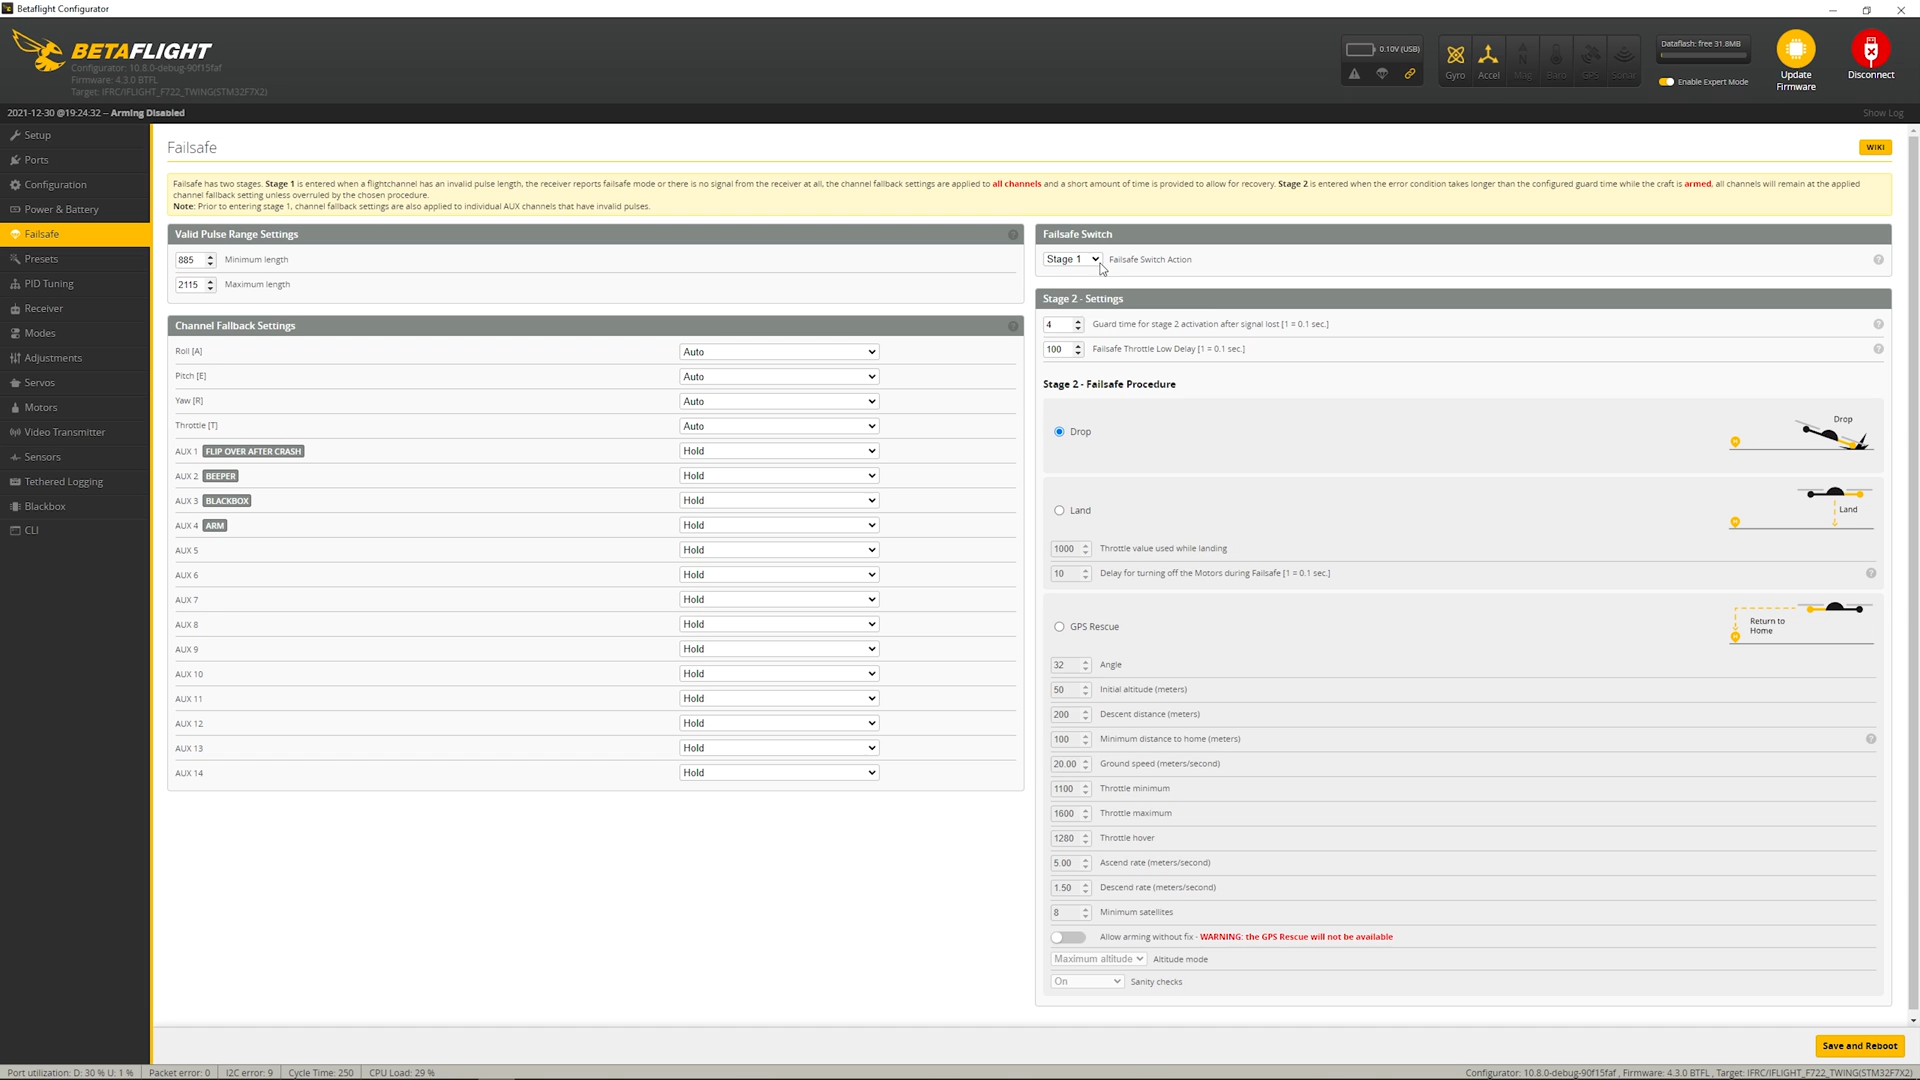 Betaflight Configurator
BETAFLIGHT
Configurator: 10.8.0-debug-90f15faf
Firmware: 4.3.0 BTFL
Target: IFRC/IFLIGHT_F722_TWING(STM32F7X2)
0.10V (USB)
Gyro
Accel
Mag
Baro
GPS
Sonar
Dataflash: free 31.8MB
Enable Expert Mode
Update
Firmware
Disconnect
2021-12-30 @19:24:32 -- Arming Disabled
Show Log
Setup
Ports
Configuration
Power & Battery
Failsafe
Presets
PID Tuning
Receiver
Modes
Adjustments
Servos
Motors
Video Transmitter
Sensors
Tethered Logging
Blackbox
CLI
Failsafe
WIKI
Failsafe has two stages. Stage 1 is entered when a flightchannel has an invalid pulse length, the receiver reports failsafe mode or there is no signal from the receiver at all, the channel fallback settings are applied to all channels and a short amount of time is provided to allow for recovery. Stage 2 is entered when the error condition takes longer than the configured guard time while the craft is armed, all channels will remain at the applied
channel fallback setting unless overruled by the chosen procedure.
Note: Prior to entering stage 1, channel fallback settings are also applied to individual AUX channels that have invalid pulses.
Valid Pulse Range Settings
885 Minimum length
2115 Maximum length
Channel Fallback Settings
Roll [A] Auto
Pitch [E] Auto
Yaw [R] Auto
Throttle [T] Auto
AUX 1 FLIP OVER AFTER CRASH Hold
AUX 2 BEEPER Hold
AUX 3 BLACKBOX Hold
AUX 4 ARM Hold
AUX 5 Hold
AUX 6 Hold
AUX 7 Hold
AUX 8 Hold
AUX 9 Hold
AUX 10 Hold
AUX 11 Hold
AUX 12 Hold
AUX 13 Hold
AUX 14 Hold
Failsafe Switch
Stage 1 Failsafe Switch Action
Stage 2 - Settings
4 Guard time for stage 2 activation after signal lost [1 = 0.1 sec.]
100 Failsafe Throttle Low Delay [1 = 0.1 sec.]
Stage 2 - Failsafe Procedure
Drop
Drop
Land
Land
1000 Throttle value used while landing
10 Delay for turning off the Motors during Failsafe [1 = 0.1 sec.]
GPS Rescue
Return to
Home
32 Angle
50 Initial altitude (meters)
200 Descent distance (meters)
100 Minimum distance to home (meters)
20.00 Ground speed (meters/second)
1100 Throttle minimum
1600 Throttle maximum
1280 Throttle hover
5.00 Ascend rate (meters/second)
1.50 Descend rate (meters/second)
8 Minimum satellites
Allow arming without fix - WARNING: the GPS Rescue will not be available
Maximum altitude Altitude mode
On Sanity checks
Save and Reboot
Port utilization: D: 30 % U: 1 % Packet error: 0 I2C error: 9 Cycle Time: 250 CPU Load: 29 % Configurator: 10.8.0-debug-90f15faf , Firmware: 4.3.0 BTFL , Target: IFRC/IFLIGHT_F722_TWING(STM32F7X2)